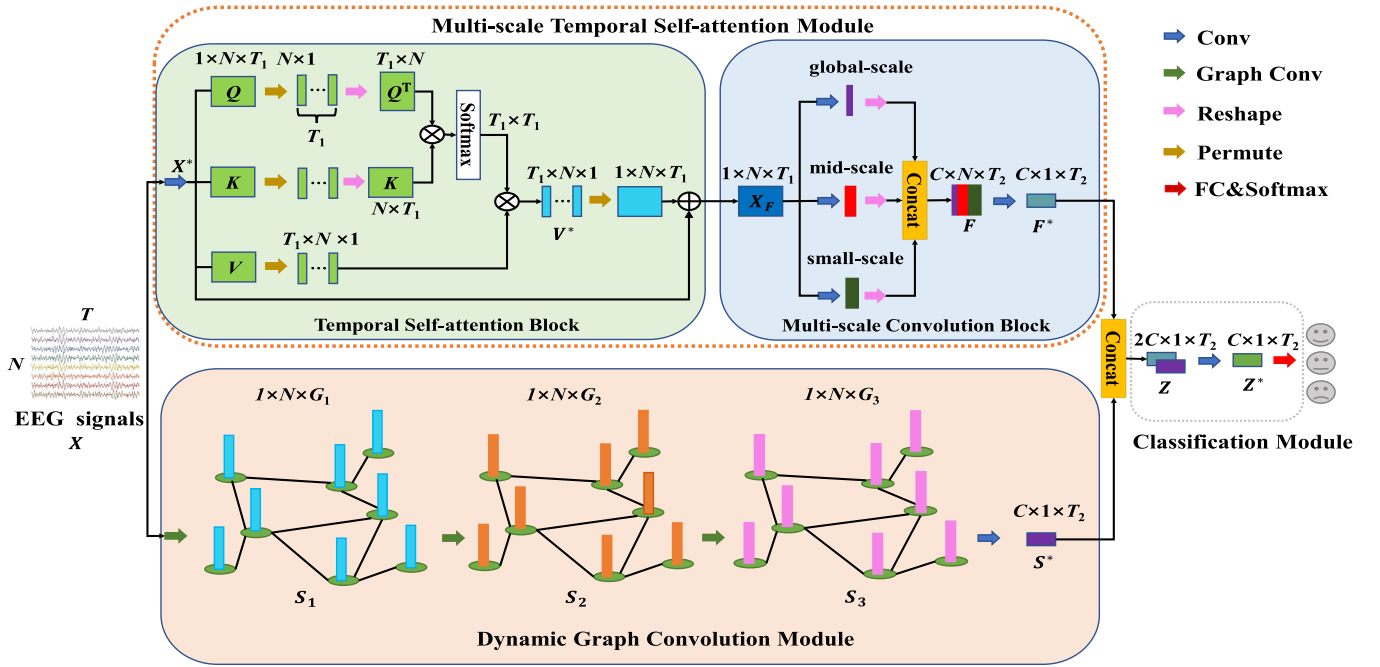 Multi-scale Temporal Self-attention Module
1×N×T₁
N×1
T₁×N
Q
···
Qᵀ
T₁
Softmax
T₁×T₁
X*
K
···
K
N×T₁
T₁×N×1
V
···
T₁×N×1
···
V*
1×N×T₁
Temporal Self-attention Block
1×N×T₁
X_F
global-scale
mid-scale
small-scale
Concat
C×N×T₂
F
C×1×T₂
F*
Multi-scale Convolution Block
Conv
Graph Conv
Reshape
Permute
FC&Softmax
T
N
EEG signals
X
1×N×G₁
S₁
1×N×G₂
S₂
1×N×G₃
S₃
C×1×T₂
S*
Dynamic Graph Convolution Module
Concat
2C×1×T₂
Z
C×1×T₂
Z*
Classification Module